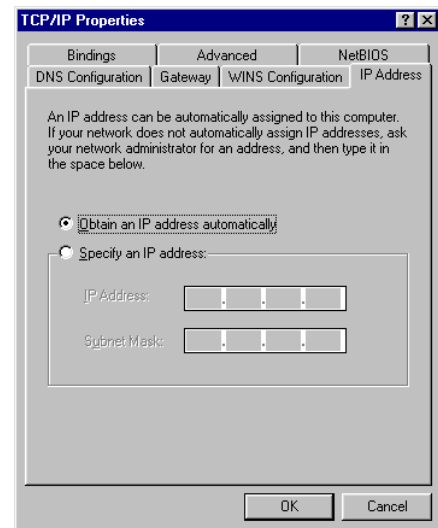 TCP/IP Properties
Bindings Advanced NetBIOS
DNS Configuration Gateway WINS Configuration IP Address
An IP address can be automatically assigned to this computer.
If your network does not automatically assign IP addresses, ask
your network administrator for an address, and then type it in
the space below.
Obtain an IP address automatically
Specify an IP address:
IP Address:
Subnet Mask:
OK Cancel